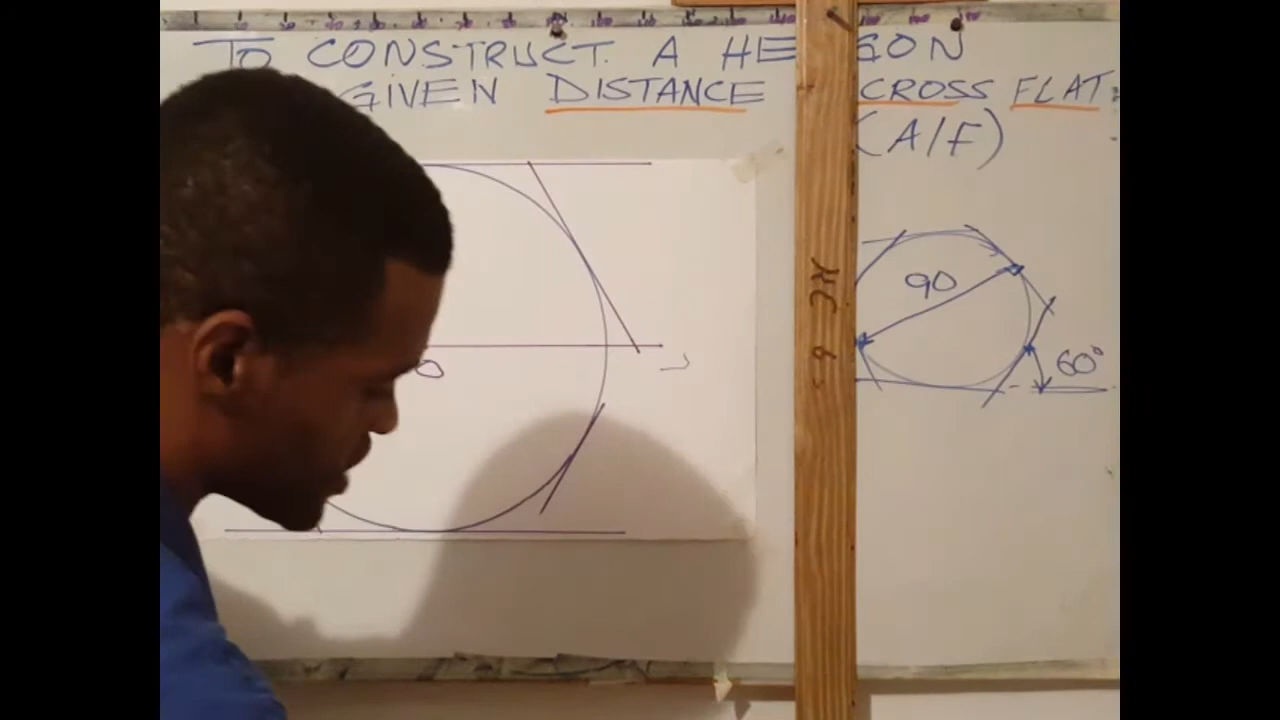 TO CONSTRUCT A HE GON
GIVEN DISTANCE CROSS FLAT
(A/F)
90
60°
O